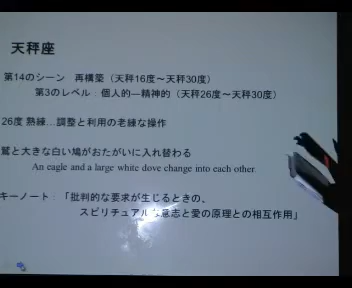 天秤座
第14のシーン 再構築（天秤16度～天秤30度）
第3のレベル：個人的―精神的（天秤26度～天秤30度）
26度 熟練…調整と利用の老練な操作
鷲と大きな白い鳩がおたがいに入れ替わる
An eagle and a large white dove change into each other.
キーノート：「批判的な要求が生じるときの、
スピリチュアルな意志と愛の原理との相互作用」